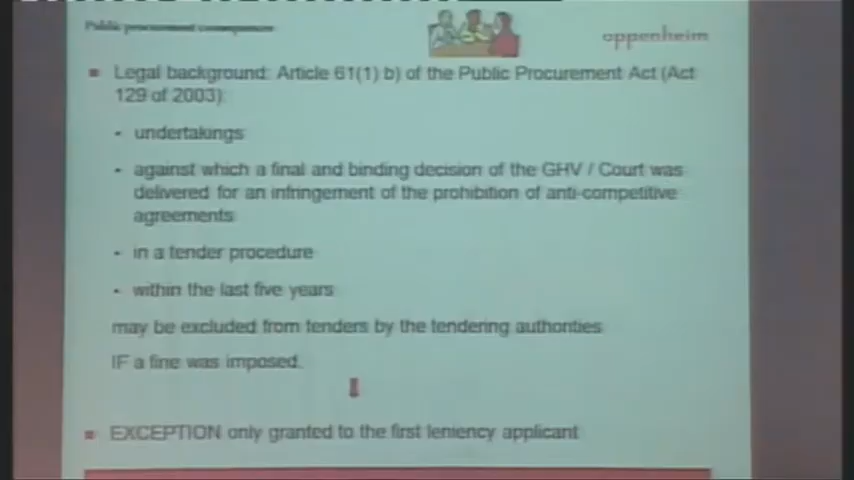 Public procurement consequences
oppenheim
Legal background: Article 61(1) b) of the Public Procurement Act (Act
129 of 2003):
- undertakings
- against which a final and binding decision of the GHV / Court was
delivered for an infringement of the prohibition of anti-competitive
agreements
- in a tender procedure
- within the last five years
may be excluded from tenders by the tendering authorities
IF a fine was imposed.
EXCEPTION only granted to the first leniency applicant